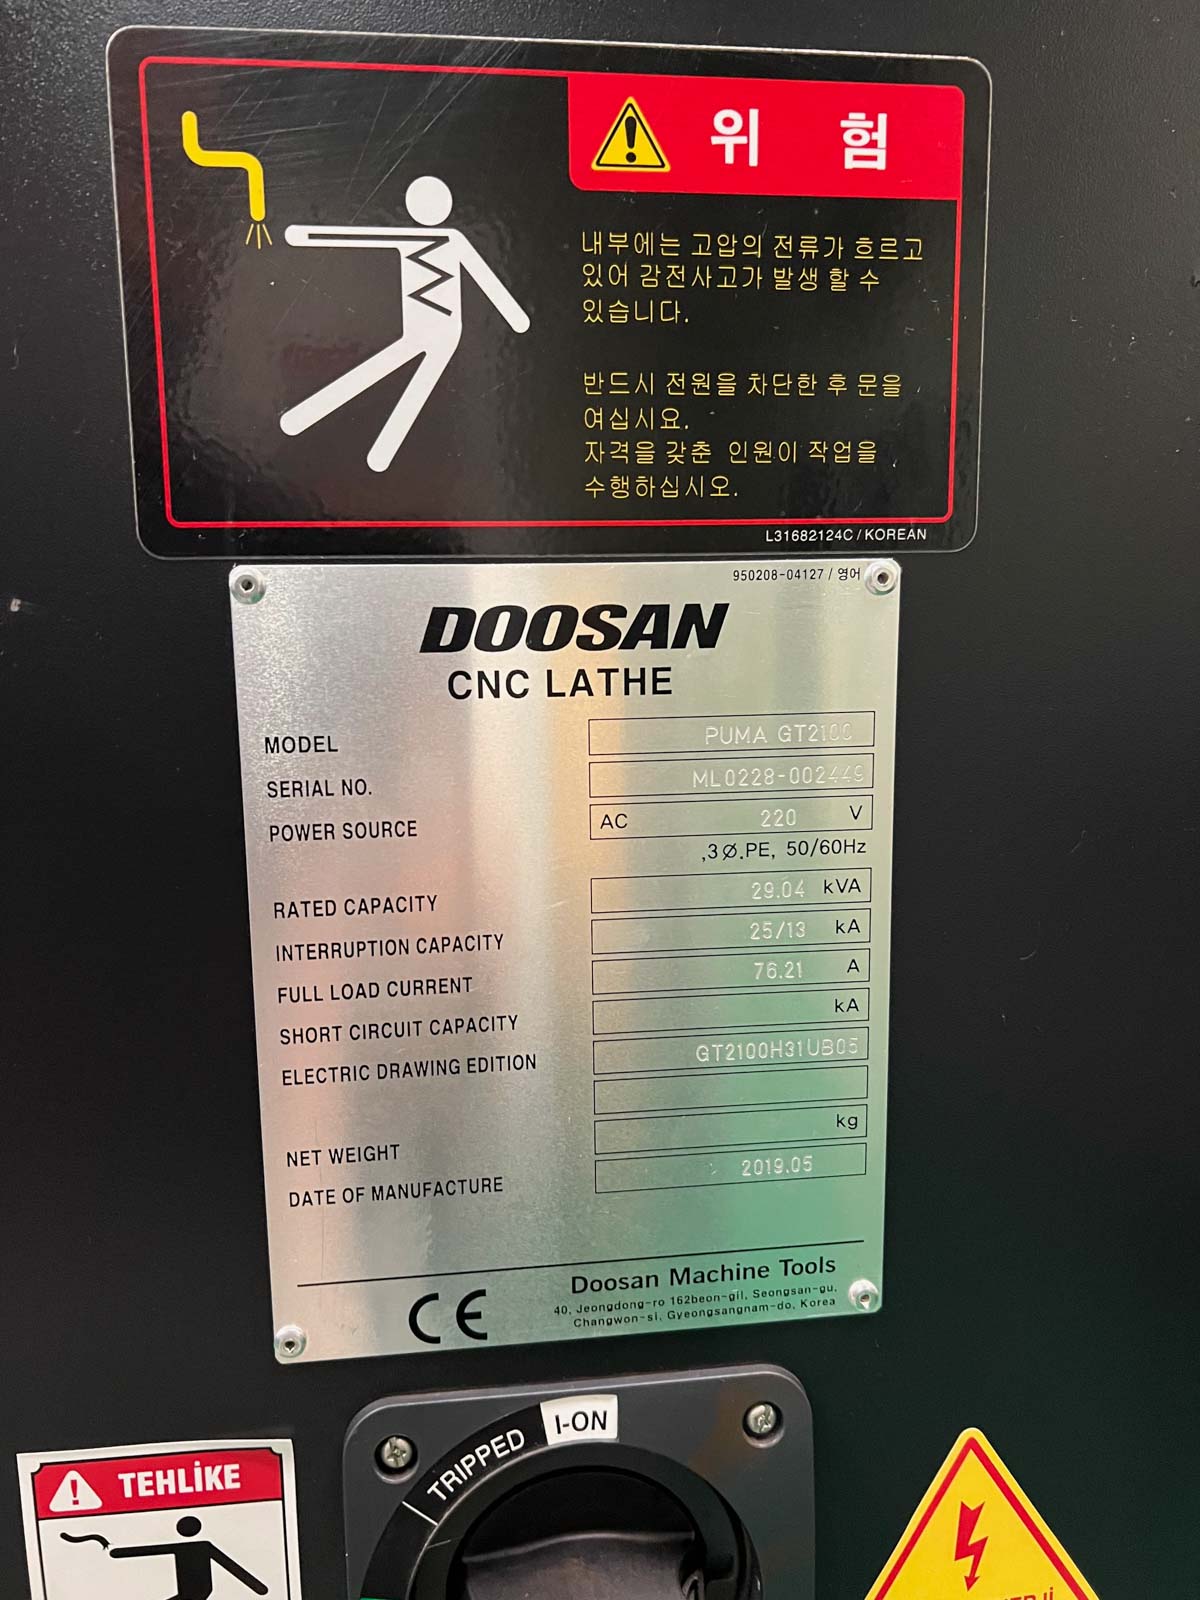 위 험
내부에는 고압의 전류가 흐르고
있어 감전사고가 발생 할 수
있습니다.
반드시 전원을 차단한 후 문을
여십시요.
자격을 갖춘 인원이 작업을
수행하십시오.
L31682124C / KOREAN
950208-04127 / 영어
DOOSAN
CNC LATHE
MODEL PUMA GT2100
SERIAL NO. ML0228-002449
POWER SOURCE AC 220 V
,3Ø.PE, 50/60Hz
RATED CAPACITY 29.04 kVA
INTERRUPTION CAPACITY 25/13 kA
FULL LOAD CURRENT 76.21 A
SHORT CIRCUIT CAPACITY kA
ELECTRIC DRAWING EDITION GT2100H31UB05
NET WEIGHT kg
DATE OF MANUFACTURE 2019.05
CE
Doosan Machine Tools
40, Jeongdong-ro 162beon-gil, Seongsan-gu,
Changwon-si, Gyeongsangnam-do, Korea
TRIPPED
I-ON
TEHLİKE